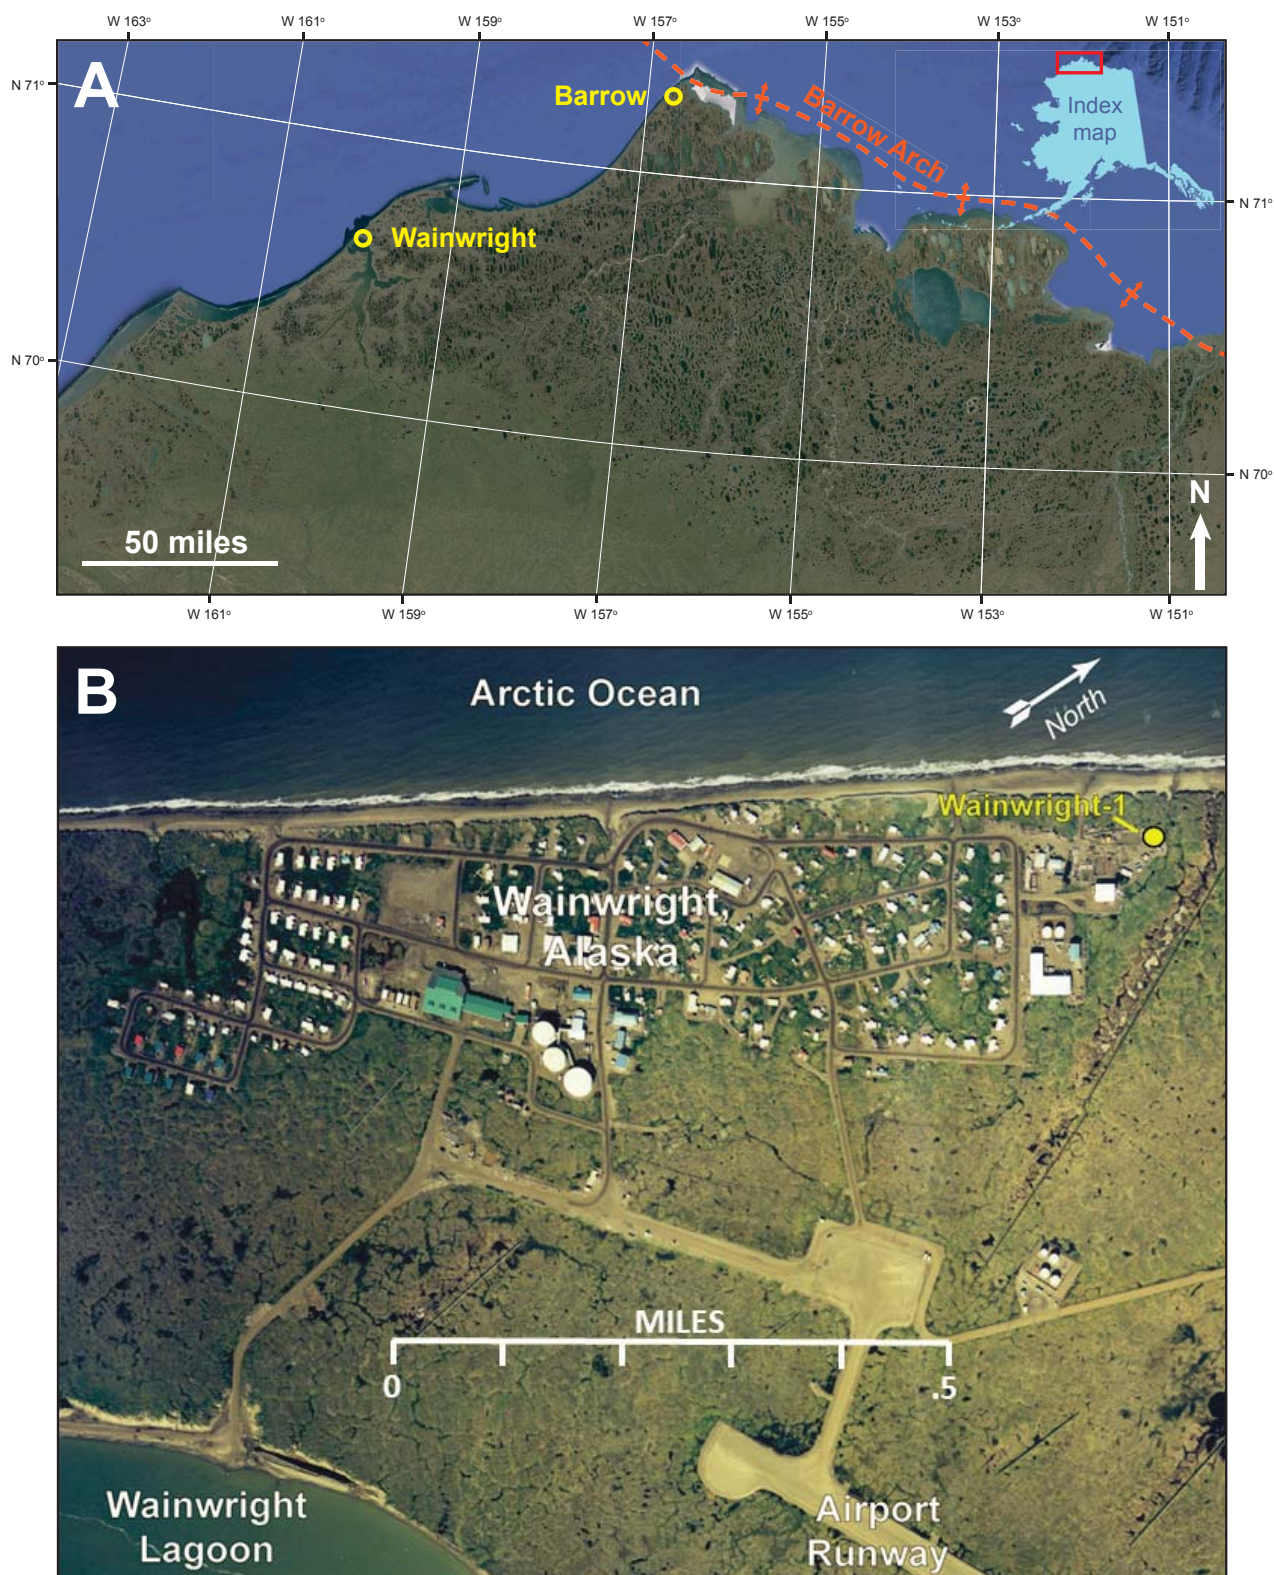 W 163°
W 161°
W 159°
W 157°
W 155°
W 153°
W 151°
A
N 71°
Barrow
Barrow Arch
Index
map
N 71°
Wainwright
N 70°
N 70°
N
50 miles
W 161°
W 159°
W 157°
W 155°
W 153°
W 151°
B
Arctic Ocean
North
Wainwright-1
Wainwright,
Alaska
MILES
0
.5
Wainwright
Lagoon
Airport
Runway